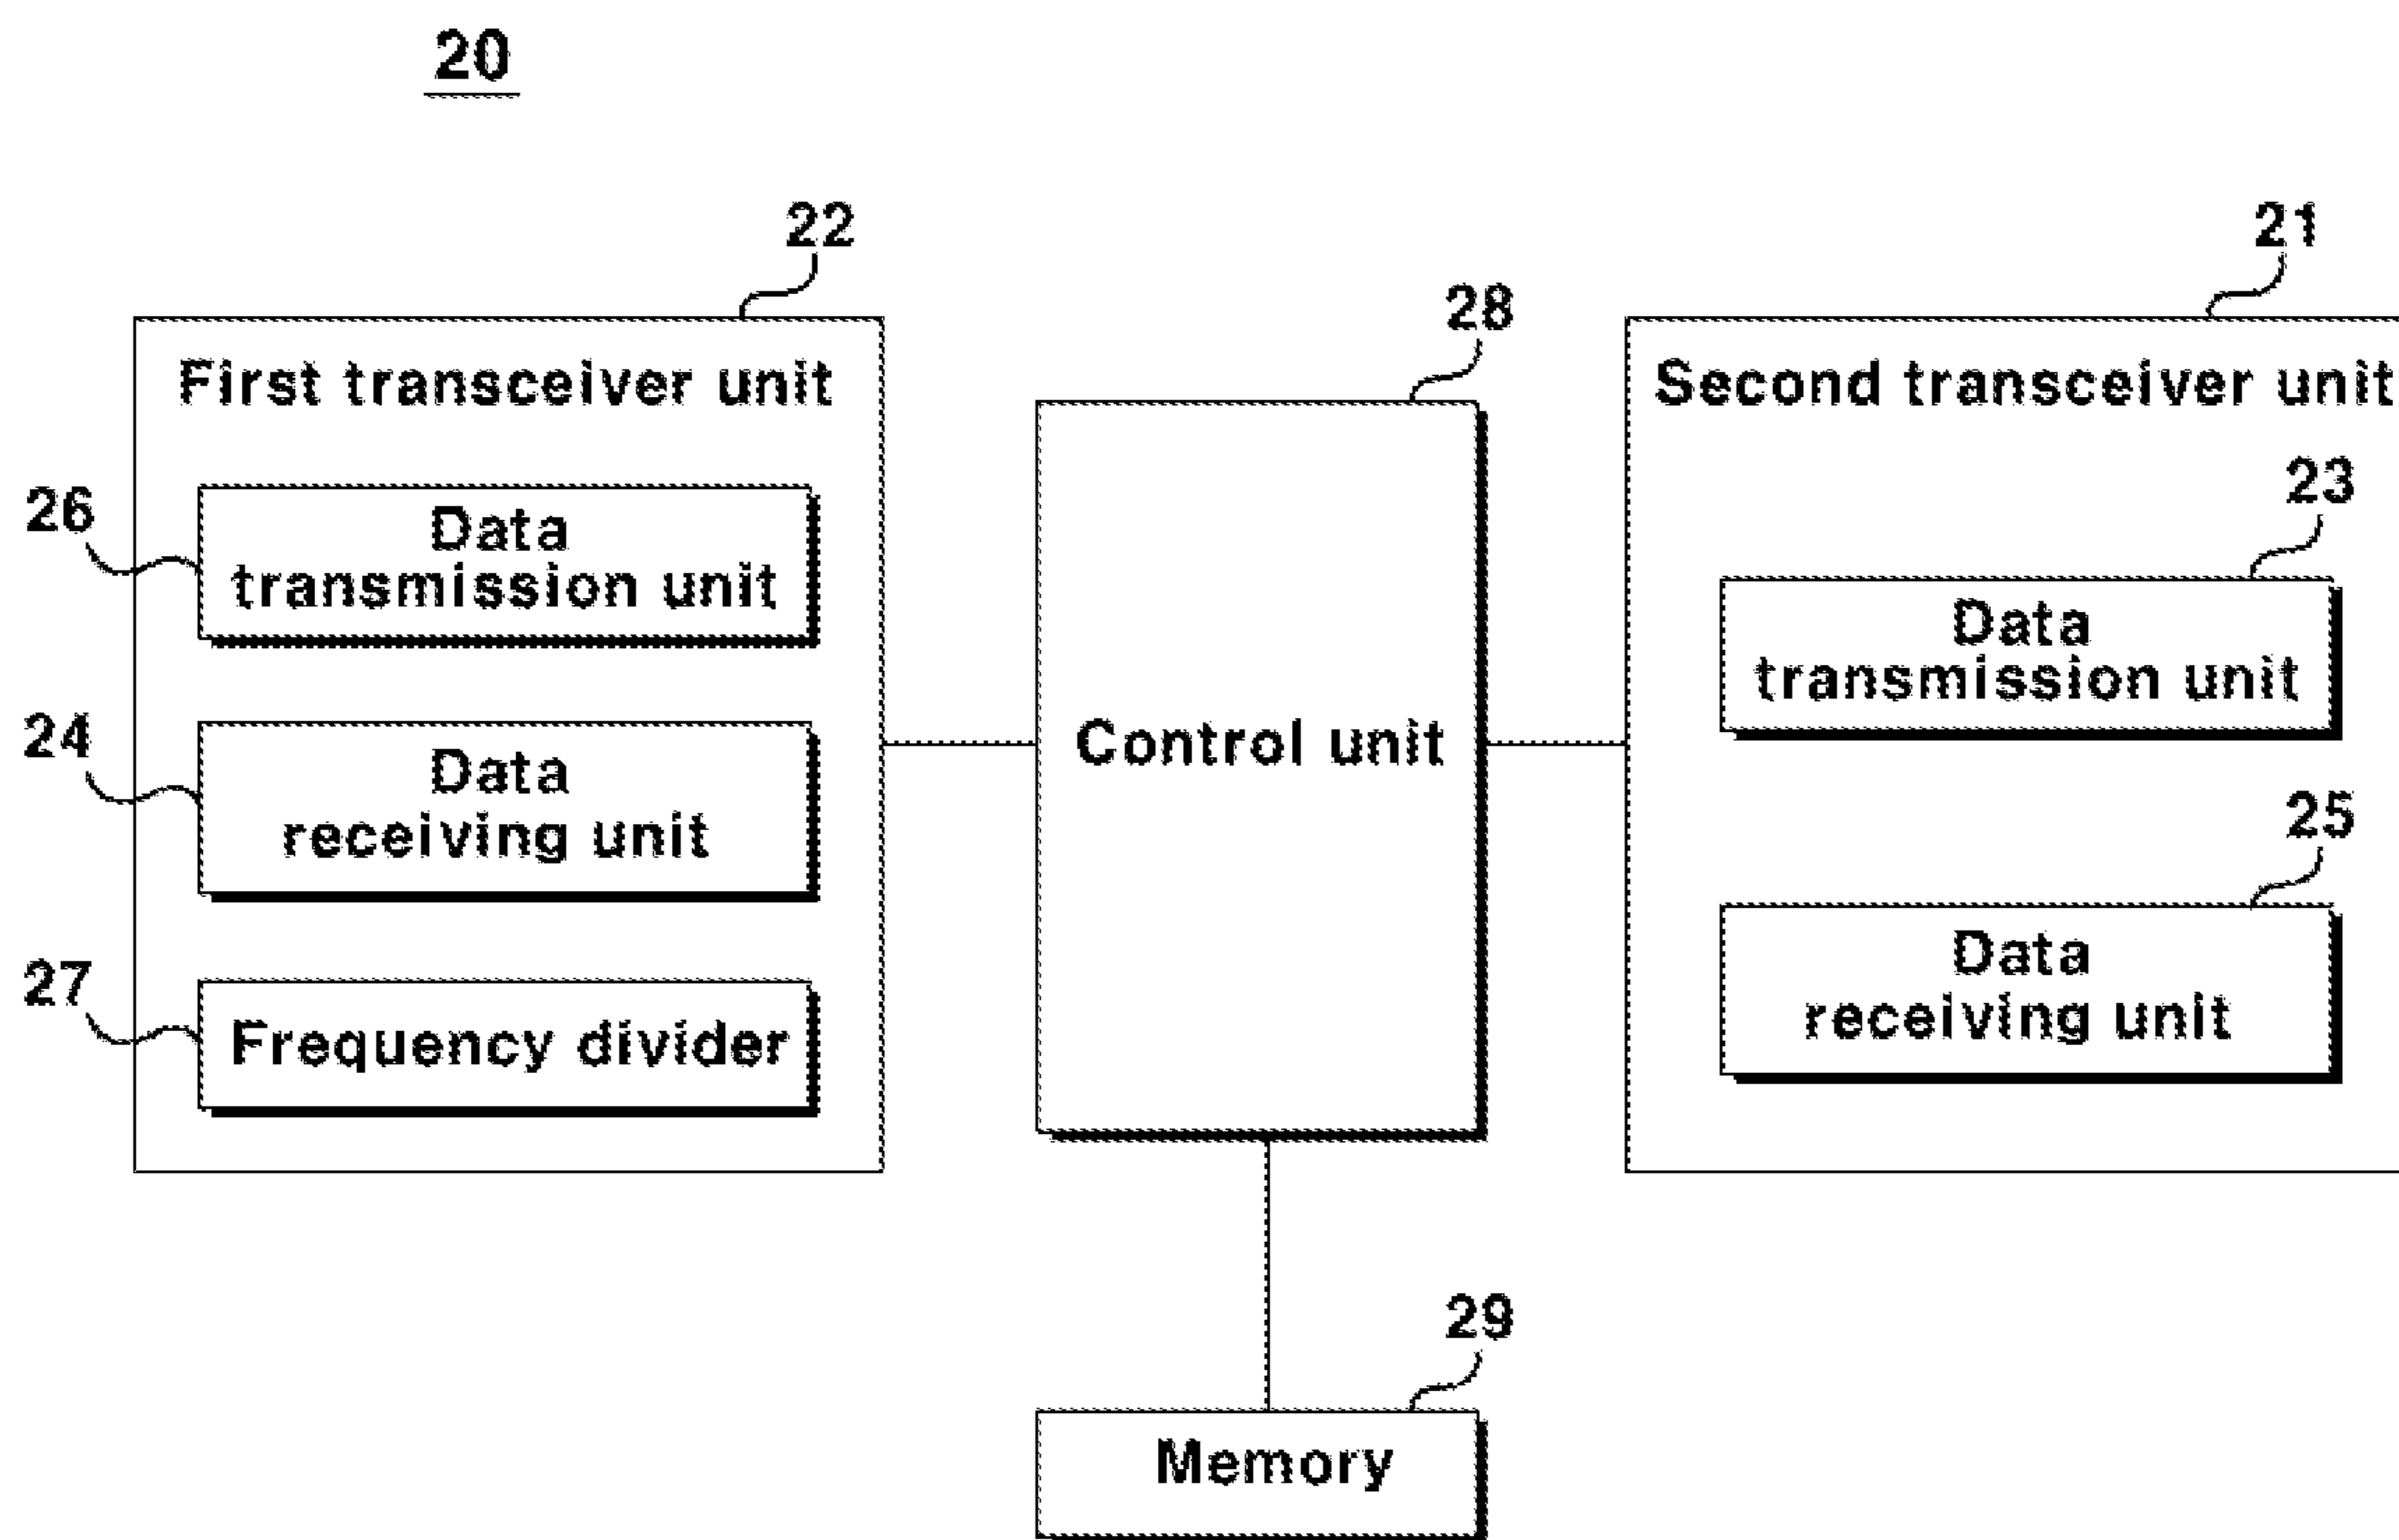 20
22
21
28
First transceiver unit
Second transceiver unit
26
Data
transmission unit
23
Data
transmission unit
24
Data
receiving unit
Control unit
25
Data
receiving unit
27
Frequency divider
29
Memory